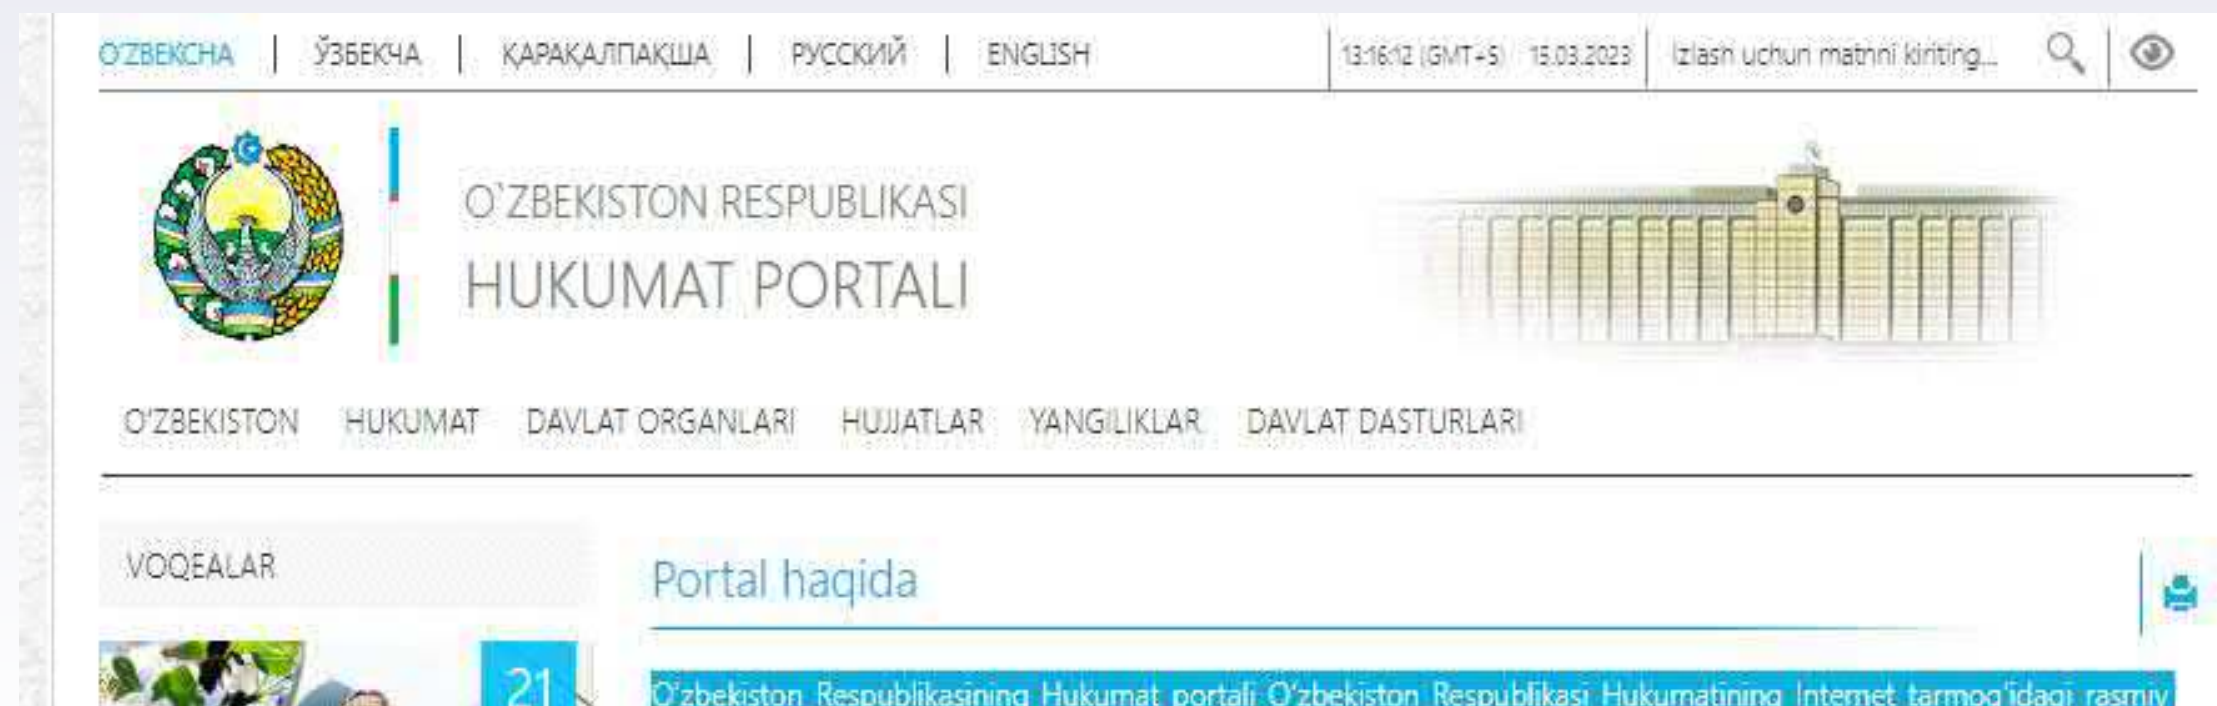 O'ZBEKCHA | ЎЗБЕКЧА | ҚАРАҚАЛПАҚША | РУССКИЙ | ENGLISH 13:16:12 (GMT+5) 15.03.2023 Izlash uchun matnni kiriting...
O`ZBEKISTON RESPUBLIKASI
HUKUMAT PORTALI
O'ZBEKISTON HUKUMAT DAVLAT ORGANLARI HUJJATLAR YANGILIKLAR DAVLAT DASTURLARI
VOQEALAR
Portal haqida
21
O'zbekiston Respublikasining Hukumat portali O'zbekiston Respublikasi Hukumatining Internet tarmog'idagi rasmiy